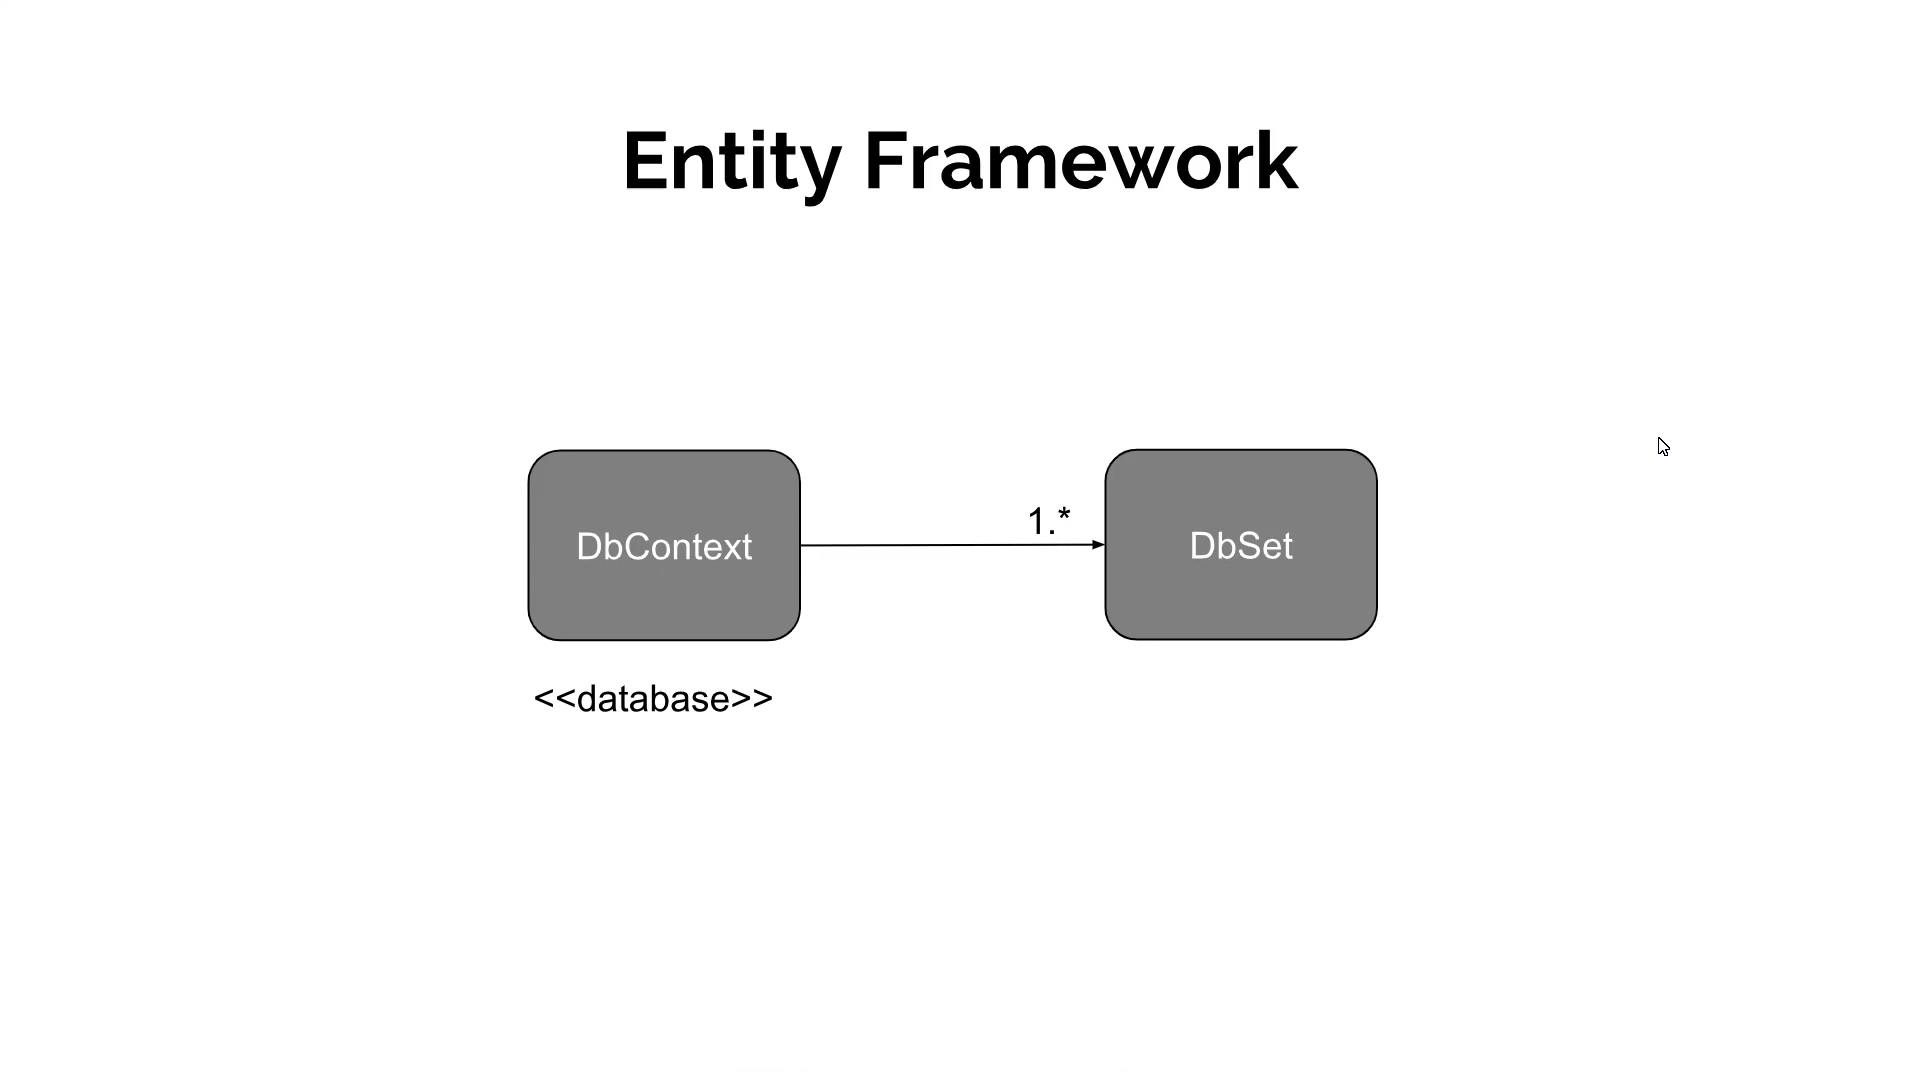 Entity Framework
1.*
DbContext
DbSet
<<database>>